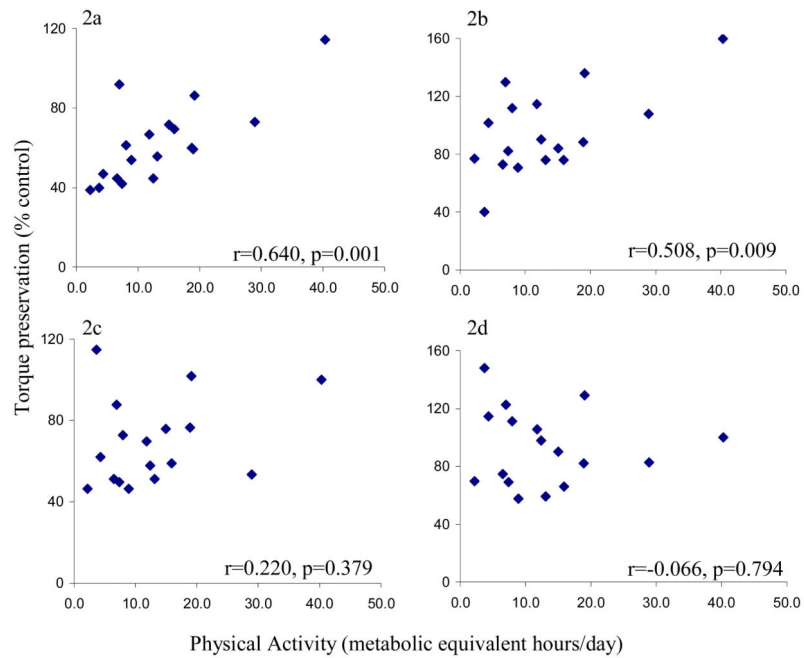 2a
120
80
40
0
0.0 10.0 20.0 30.0 40.0 50.0
r=0.640, p=0.001
2b
160
120
80
40
0
0.0 10.0 20.0 30.0 40.0 50.0
r=0.508, p=0.009
Torque preservation (% control)
2c
120
80
40
0
0.0 10.0 20.0 30.0 40.0 50.0
r=0.220, p=0.379
2d
160
120
80
40
0
0.0 10.0 20.0 30.0 40.0 50.0
r=-0.066, p=0.794
Physical Activity (metabolic equivalent hours/day)